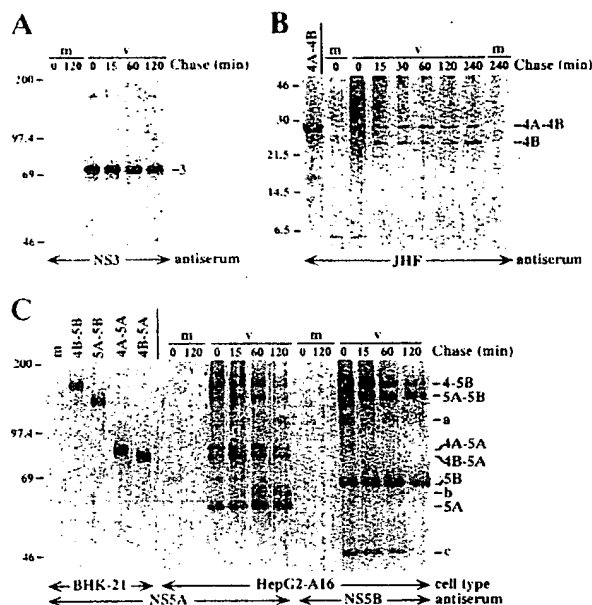 A
m v
0 120 0 15 60 120 Chase (min)
200
97.4
69
46
3
NS3 antiserum
B
4A-4B
m v m
0 60 0 15 30 60 120 240 240 Chase (min)
46
30
21.5
14.5
6.5
4A-4B
4B
JHF antiserum
C
m
4B-5B
5A-5B
4A-5A
4B-5A
m v m v
0 120 0 15 60 120 0 120 0 15 60 120 Chase (min)
200
97.4
69
46
4-5B
5A-5B
a
4A-5A
4B-5A
5B
b
5A
c
BHK-21 HepG2-A16 cell type
NS5A NS5B antiserum